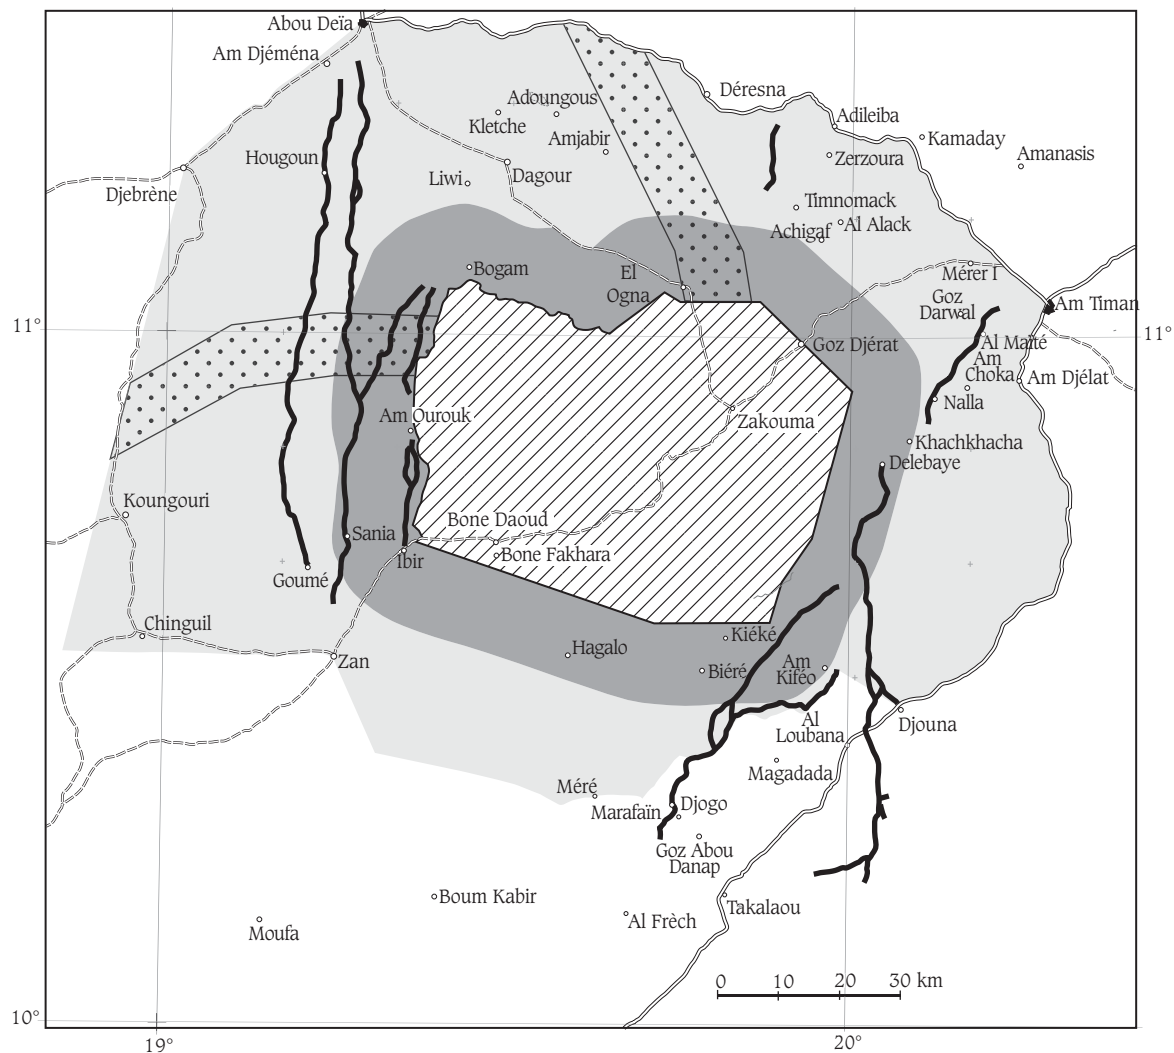 Abou Deïa
Am Djéména
Déresna
Adoungous
Kletche
Adileiba
Amjabir
Kamaday
Zerzoura
Amanasis
Hougoun
Liwi
Dagour
Djebrène
Timnomack
Al Alack
Achigaf
Bogam
El
Ogna
Mérer I
Goz
Darwal
Am Timan
11°
11°
Goz Djérat
Al Maïté
Am
Choka
Am Djélat
Nalla
Am Ourouk
Zakouma
Khachkhacha
Delebaye
Koungouri
Bone Daoud
Sania
Bone Fakhara
Ibir
Goumé
Chinguil
Kiéké
Hagalo
Zan
Biéré
Am
Kiféo
Al
Loubana
Djouna
Magadada
Méré
Marafaïn
Djogo
Goz Abou
Danap
Boum Kabir
Takalaou
Al Frèch
Moufa
0 10 20 30 km
10°
19°
20°